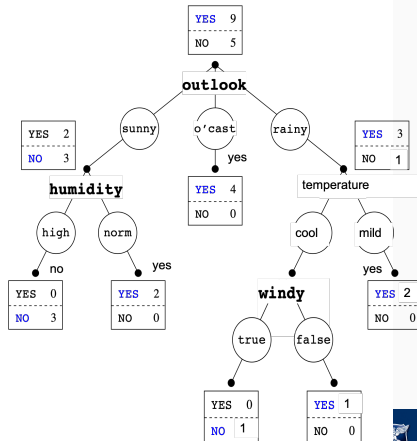 YES 9
NO 5
outlook
sunny
o'cast
rainy
YES 2
NO 3
yes
YES 3
NO 1
humidity
YES 4
NO 0
temperature
high
norm
cool
mild
no
yes
yes
YES 0
NO 3
YES 2
NO 0
windy
YES 2
NO 0
true
false
YES 0
NO 1
YES 1
NO 0